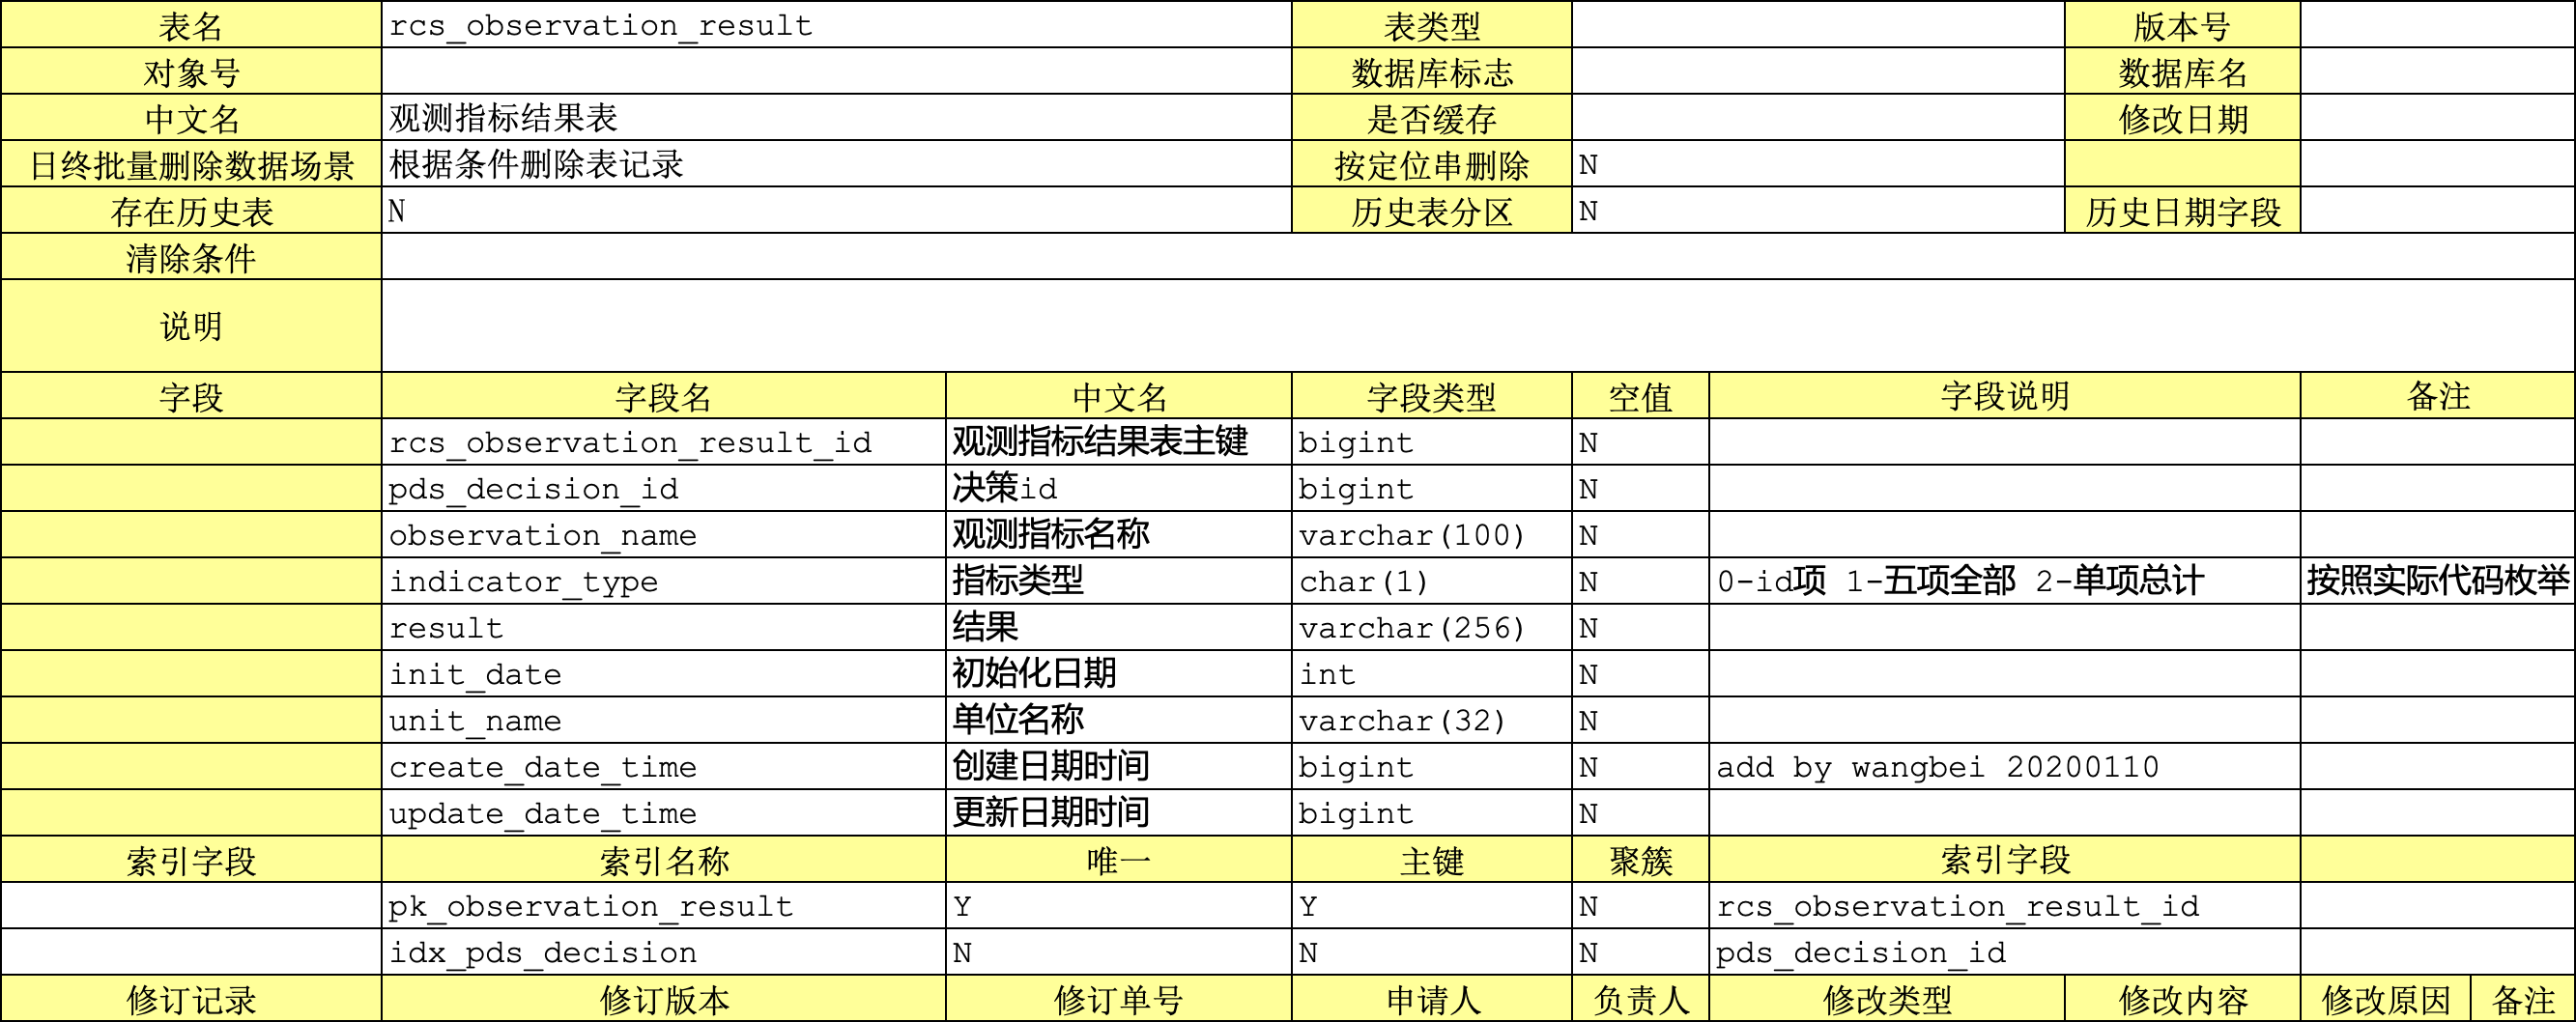 表名 rcs_observation_result 表类型 版本号
对象号 数据库标志 数据库名
中文名 观测指标结果表 是否缓存 修改日期
日终批量删除数据场景 根据条件删除表记录 按定位串删除 N
存在历史表 N 历史表分区 N 历史日期字段
清除条件
说明
字段 字段名 中文名 字段类型 空值 字段说明 备注
rcs_observation_result_id 观测指标结果表主键 bigint N
pds_decision_id 决策id bigint N
observation_name 观测指标名称 varchar(100) N
indicator_type 指标类型 char(1) N 0-id项 1-五项全部 2-单项总计 按照实际代码枚举
result 结果 varchar(256) N
init_date 初始化日期 int N
unit_name 单位名称 varchar(32) N
create_date_time 创建日期时间 bigint N add by wangbei 20200110
update_date_time 更新日期时间 bigint N
索引字段 索引名称 唯一 主键 聚簇 索引字段
pk_observation_result Y Y N rcs_observation_result_id
idx_pds_decision N N N pds_decision_id
修订记录 修订版本 修订单号 申请人 负责人 修改类型 修改内容 修改原因 备注